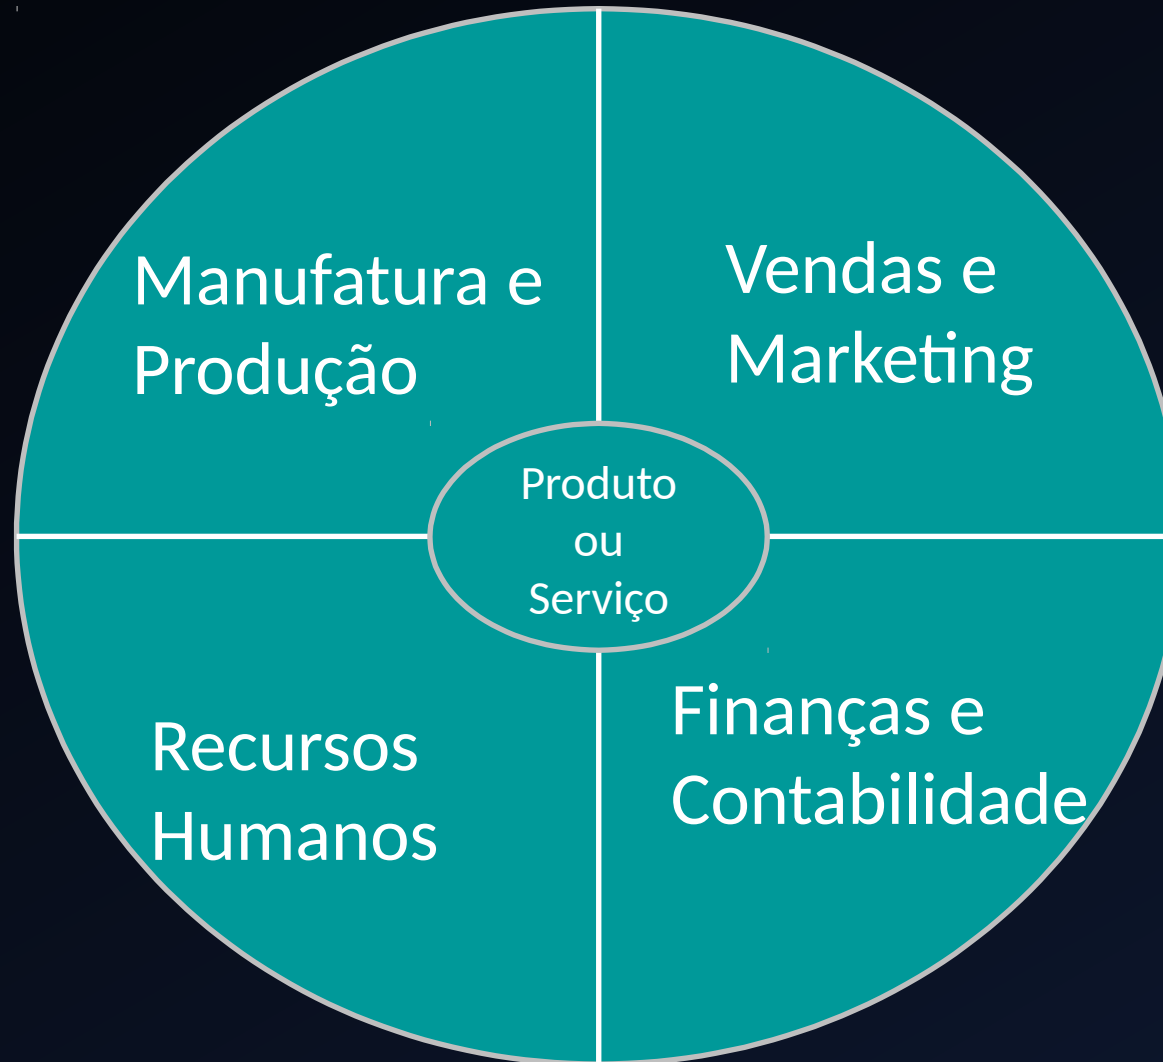 Manufatura e
Produção
Vendas e
Marketing
Produto
ou
Serviço
Recursos
Humanos
Finanças e
Contabilidade